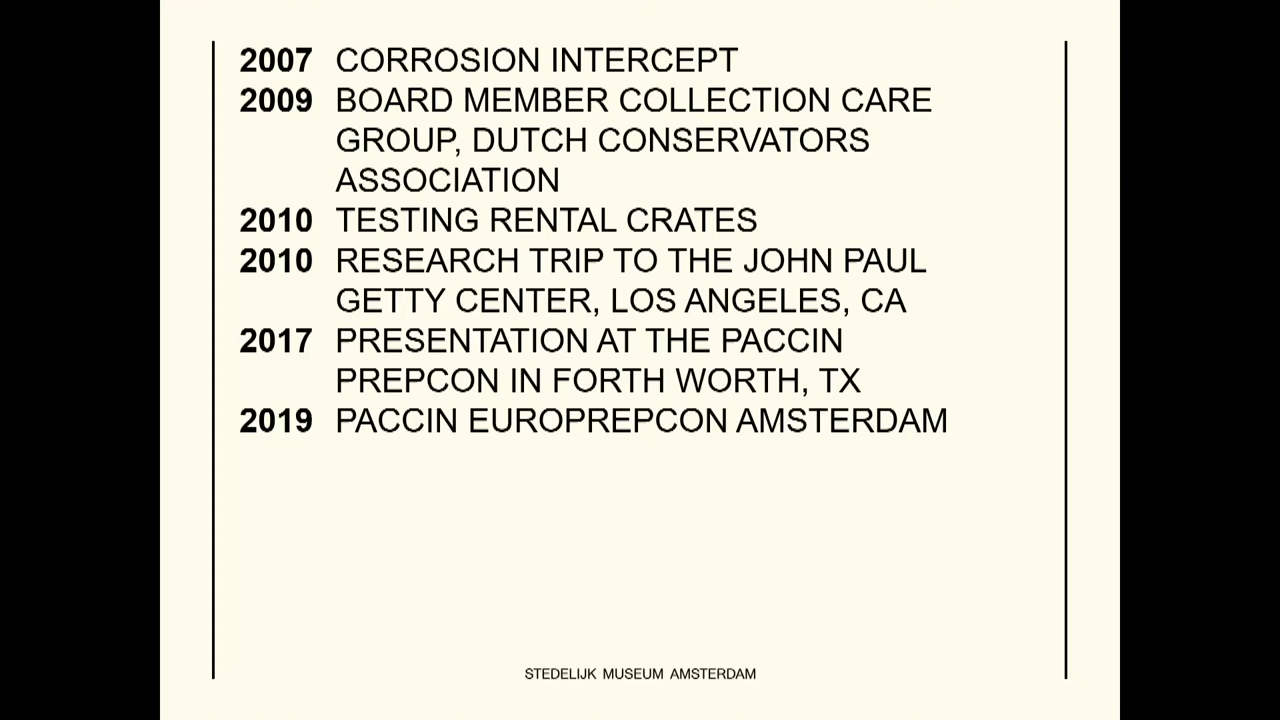 2007 CORROSION INTERCEPT
2009 BOARD MEMBER COLLECTION CARE
GROUP, DUTCH CONSERVATORS
ASSOCIATION
2010 TESTING RENTAL CRATES
2010 RESEARCH TRIP TO THE JOHN PAUL
GETTY CENTER, LOS ANGELES, CA
2017 PRESENTATION AT THE PACCIN
PREPCON IN FORTH WORTH, TX
2019 PACCIN EUROPREPCON AMSTERDAM
STEDELIJK MUSEUM AMSTERDAM